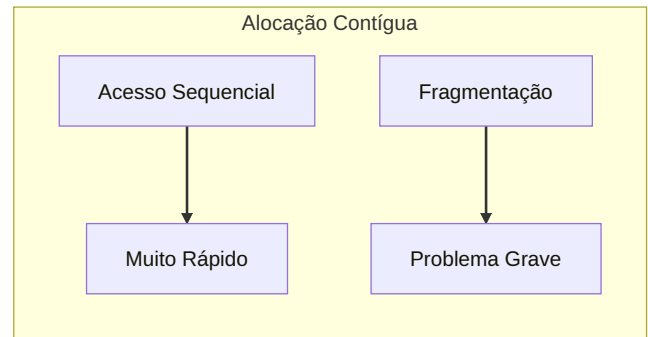 Alocação Contígua
Acesso Sequencial
Fragmentação
Muito Rápido
Problema Grave